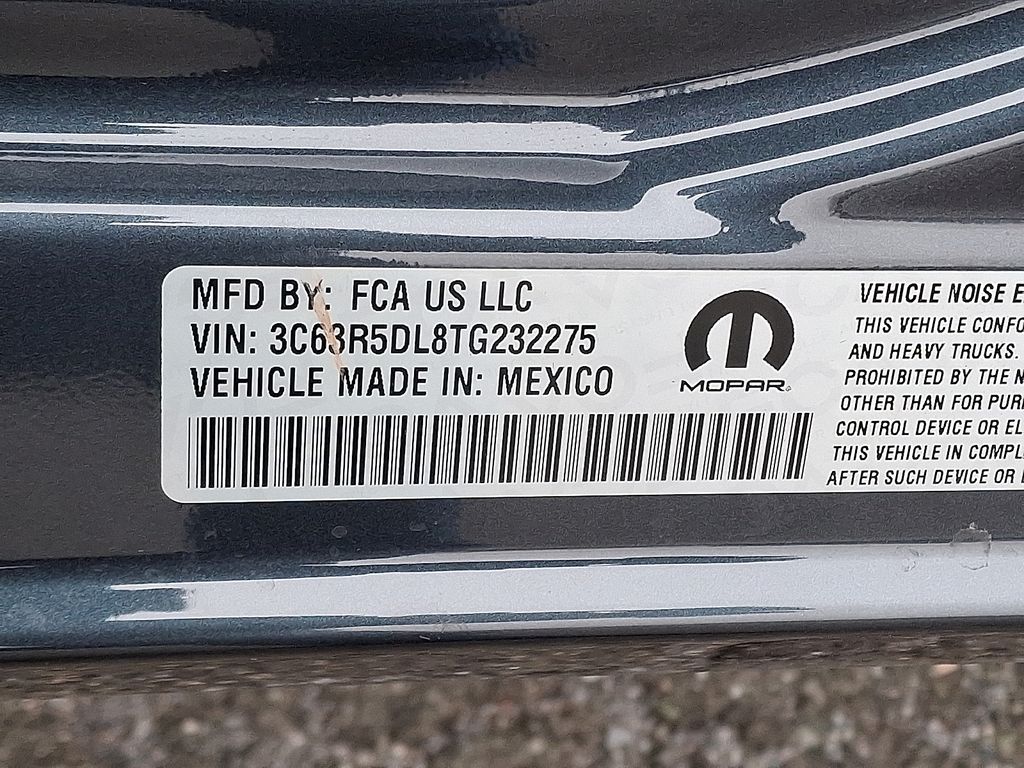 MFD BY: FCA US LLC
VIN: 3C63R5DL8TG232275
VEHICLE MADE IN: MEXICO
MOPAR
VEHICLE NOISE E
THIS VEHICLE CONFO
AND HEAVY TRUCKS.
PROHIBITED BY THE N
OTHER THAN FOR PUR
CONTROL DEVICE OR EL
THIS VEHICLE IN COMPL
AFTER SUCH DEVICE OR